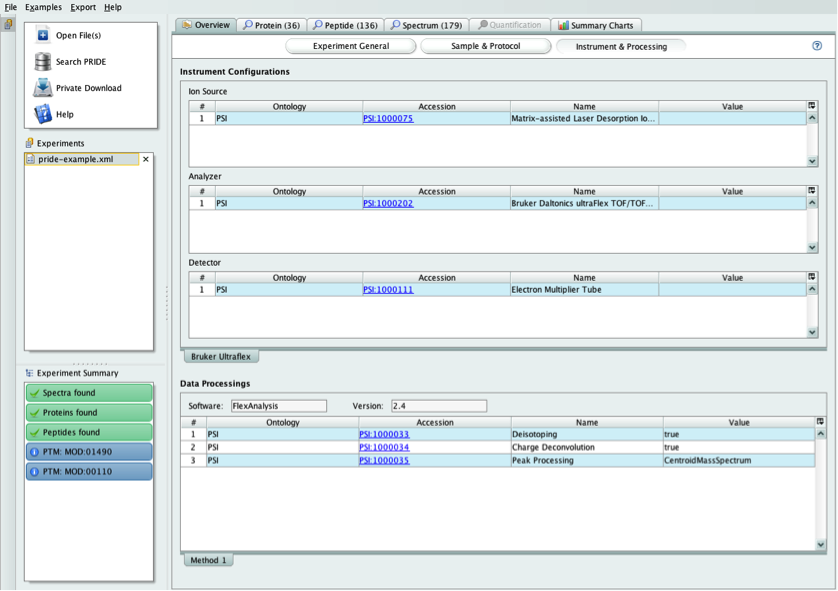 File Examples Export Help
Overview Protein (36) Peptide (136) Spectrum (179) Quantification Summary Charts
Open File(s)
Search PRIDE
Private Download
Help
Experiments
pride-example.xml
Experiment Summary
Spectra found
Proteins found
Peptides found
PTM: MOD:01490
PTM: MOD:00110
Experiment General Sample & Protocol Instrument & Processing
Instrument Configurations
Ion Source
# Ontology Accession Name Value
1 PSI PSI:1000075 Matrix-assisted Laser Desorption Io...
Analyzer
# Ontology Accession Name Value
1 PSI PSI:1000202 Bruker Daltonics ultraFlex TOF/TOF...
Detector
# Ontology Accession Name Value
1 PSI PSI:1000111 Electron Multiplier Tube
Bruker Ultraflex
Data Processings
Software: FlexAnalysis Version: 2.4
# Ontology Accession Name Value
1 PSI PSI:1000033 Deisotoping true
2 PSI PSI:1000034 Charge Deconvolution true
3 PSI PSI:1000035 Peak Processing CentroidMassSpectrum
Method 1